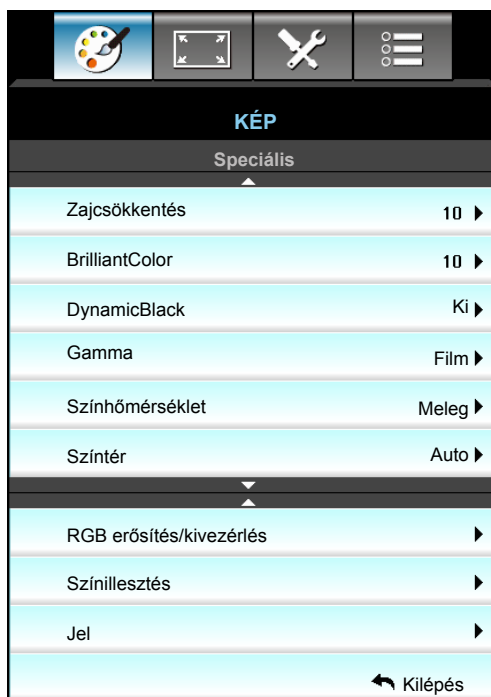 KÉP
Speciális
Zajcsökkentés 10
BrilliantColor 10
DynamicBlack Ki
Gamma Film
Színhőmérséklet Meleg
Színtér Auto
RGB erősítés/kivezérlés
Színillesztés
Jel
Kilépés